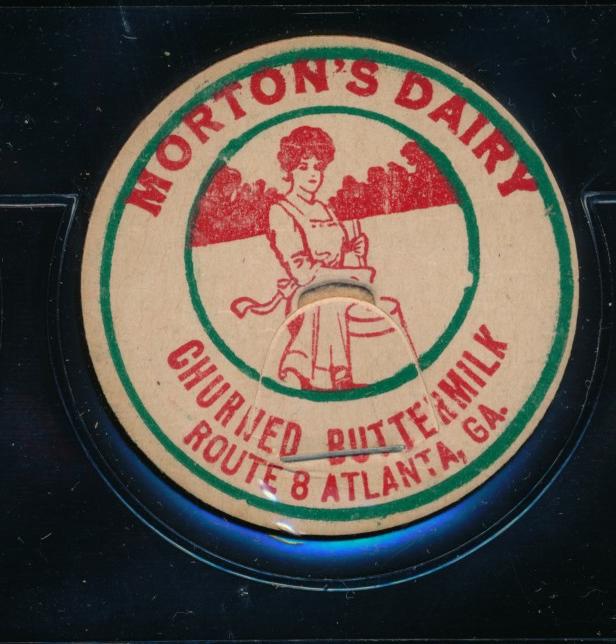 MORTON'S DAIRY
CHURNED BUTTERMILK
ROUTE 8 ATLANTA, GA.